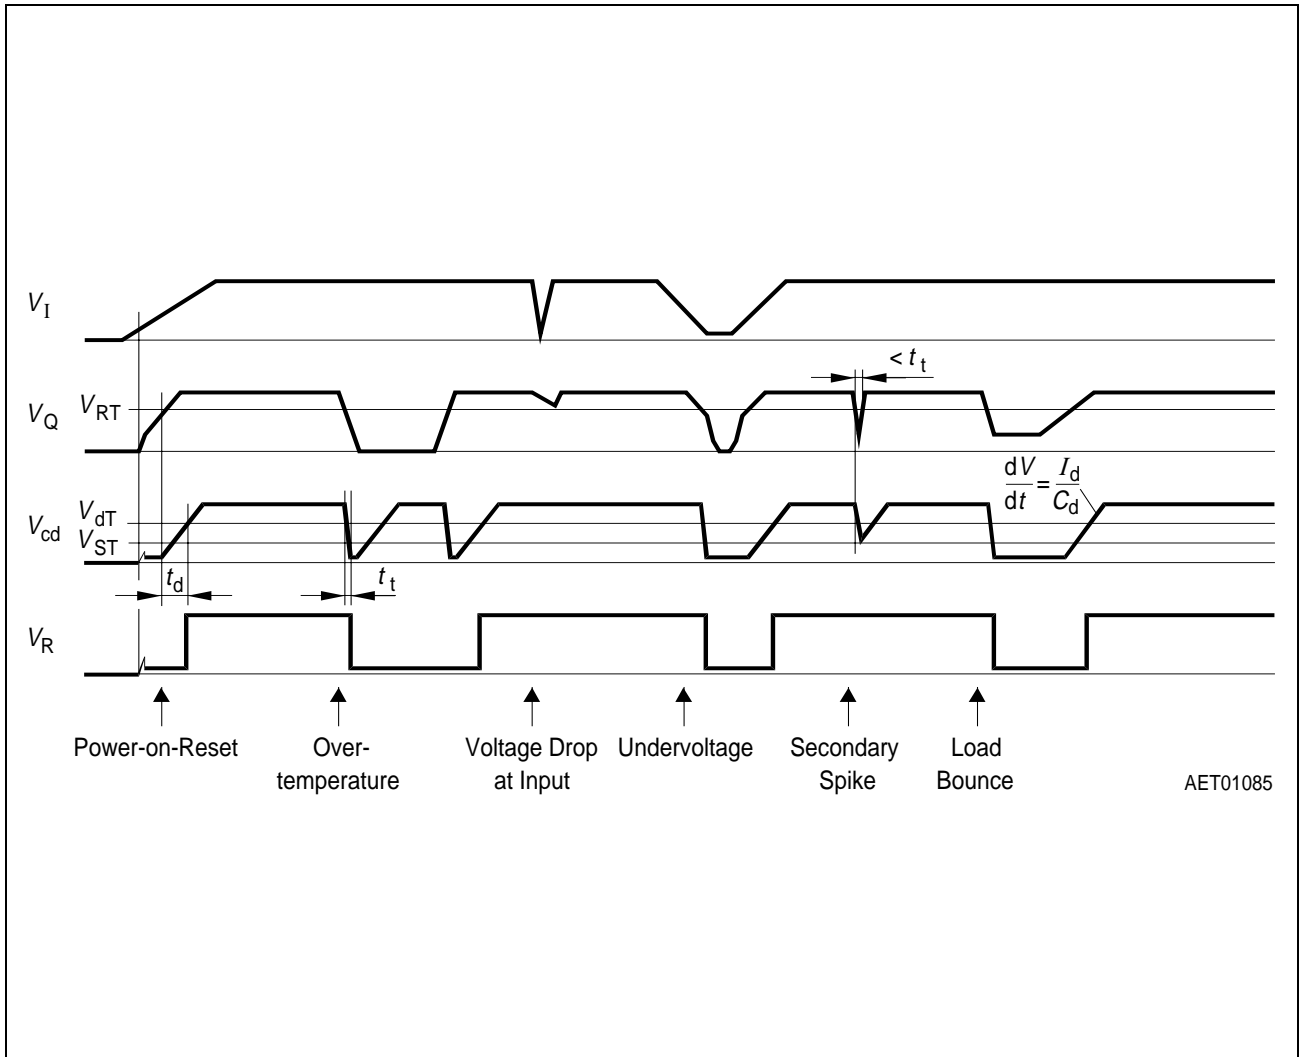 V_I
< t_t
V_Q V_RT
dV/dt = I_d/C_d
V_cd V_dT
V_ST
t_d t_t
V_R
Power-on-Reset Over-temperature Voltage Drop at Input Undervoltage Secondary Spike Load Bounce
AET01085